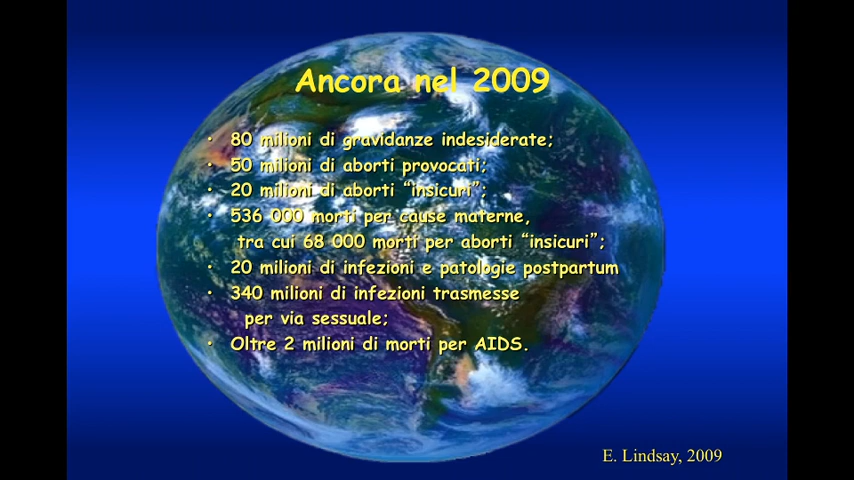 Ancora nel 2009
• 80 milioni di gravidanze indesiderate;
• 50 milioni di aborti provocati;
• 20 milioni di aborti “insicuri”;
• 536 000 morti per cause materne,
tra cui 68 000 morti per aborti “insicuri”;
• 20 milioni di infezioni e patologie postpartum
• 340 milioni di infezioni trasmesse
per via sessuale;
• Oltre 2 milioni di morti per AIDS.
E. Lindsay, 2009